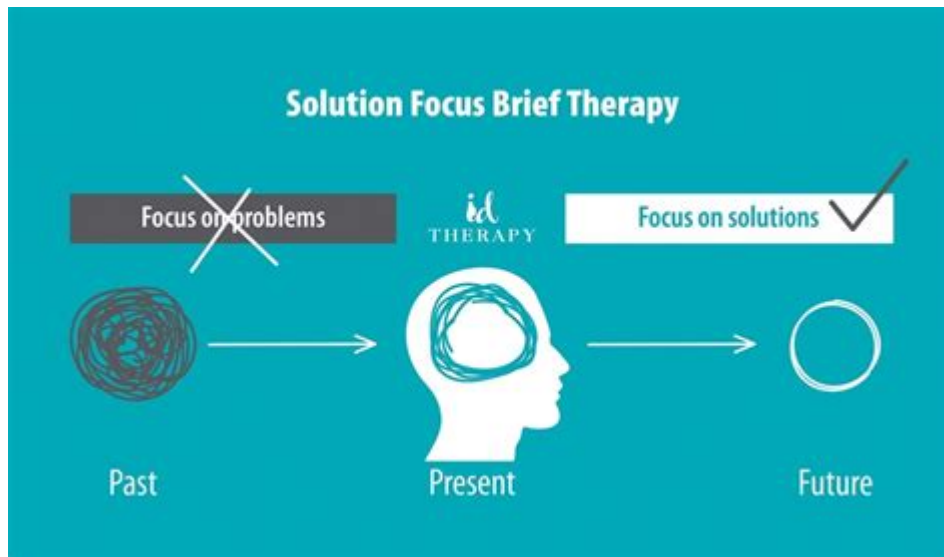 Solution Focus Brief Therapy
Focus on problems
id
THERAPY
Focus on solutions
Past
Present
Future